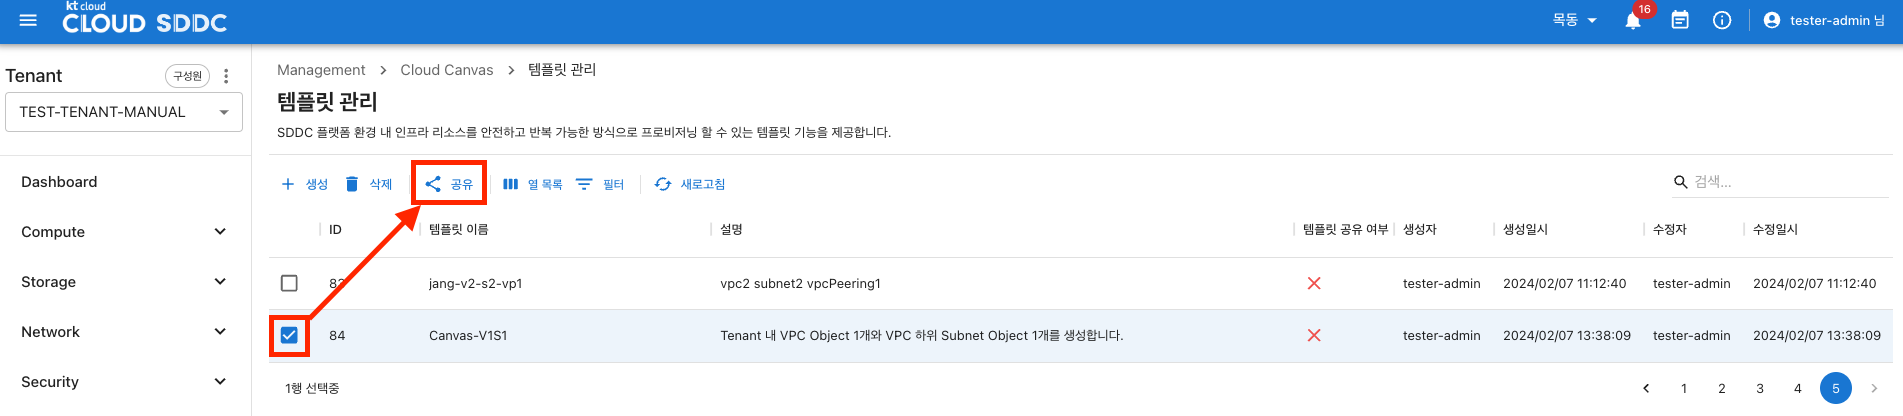 kt cloud
CLOUD SDDC
목동
16
tester-admin 님
Tenant
구성원
TEST-TENANT-MANUAL
Dashboard
Compute
Storage
Network
Security
Management > Cloud Canvas > 템플릿 관리
템플릿 관리
SDDC 플랫폼 환경 내 인프라 리소스를 안전하고 반복 가능한 방식으로 프로비저닝 할 수 있는 템플릿 기능을 제공합니다.
생성 삭제 공유 열 목록 필터 새로고침 검색...
ID 템플릿 이름 설명 템플릿 공유 여부 생성자 생성일시 수정자 수정일시
jang-v2-s2-vp1 vpc2 subnet2 vpcPeering1 tester-admin 2024/02/07 11:12:40 tester-admin 2024/02/07 11:12:40
84 Canvas-V1S1 Tenant 내 VPC Object 1개와 VPC 하위 Subnet Object 1개를 생성합니다. tester-admin 2024/02/07 13:38:09 tester-admin 2024/02/07 13:38:09
1행 선택중
1 2 3 4 5